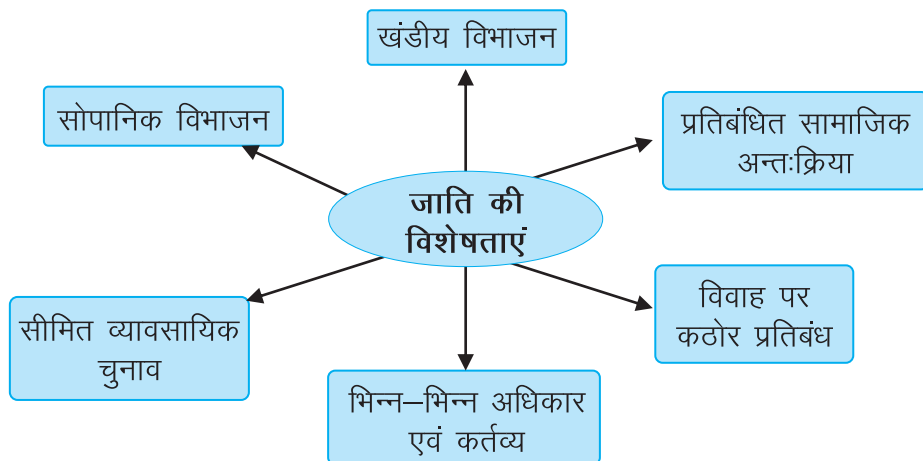 खंडीय विभाजन
सोपानिक विभाजन
प्रतिबंधित सामाजिक
अन्तःक्रिया
जाति की
विशेषताएं
सीमित व्यावसायिक
चुनाव
विवाह पर
कठोर प्रतिबंध
भिन्न–भिन्न अधिकार
एवं कर्तव्य